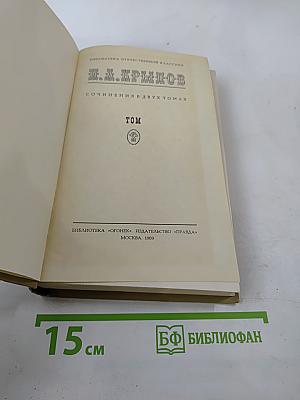 БИБЛИОТЕКА ОТЕЧЕСТВЕННОЙ КЛАССИКИ
И.А.КРЫЛОВ
СОЧИНЕНИЯ В ДВУХ ТОМАХ
ТОМ
БИБЛИОТЕКА «ОГОНЕК». ИЗДАТЕЛЬСТВО «ПРАВДА»
МОСКВА. 1969
15 см
БФ БИБЛИОФАН